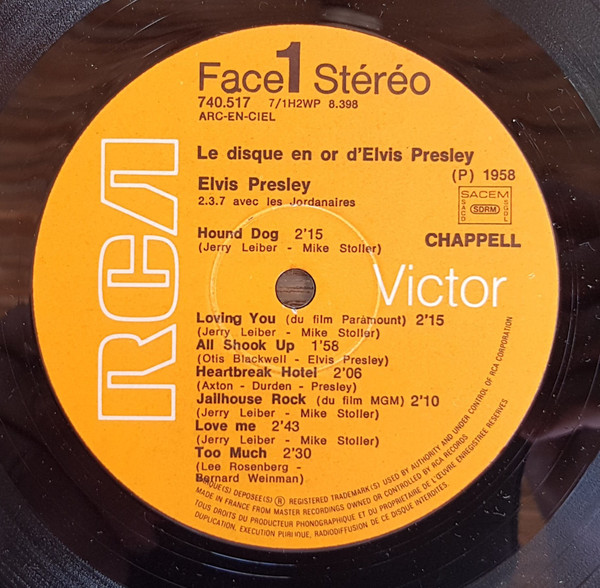 Face 1 Stéréo
740.517 7/1H2WP 8.398
ARC-EN-CIEL
Le disque en or d'Elvis Presley
Elvis Presley
(P) 1958
2.3.7 avec les Jordanaires
SACEM
SACD SDRM SGDL
CHAPPELL
Hound Dog 2'15
(Jerry Leiber - Mike Stoller)
RCA
Victor
Loving You (du film Paramount) 2'15
(Jerry Leiber - Mike Stoller)
All Shook Up 1'58
(Otis Blackwell - Elvis Presley)
Heartbreak Hotel 2'06
(Axton - Durden - Presley)
Jailhouse Rock (du film MGM) 2'10
(Jerry Leiber - Mike Stoller)
Love me 2'43
(Jerry Leiber - Mike Stoller)
Too Much 2'30
(Lee Rosenberg -
Bernard Weinman)
MARQUE(S) DEPOSEE(S) ® REGISTERED TRADEMARK(S) USED BY AUTHORITY AND UNDER CONTROL OF RCA CORPORATION
MADE IN FRANCE FROM MASTER RECORDINGS OWNED OR CONTROLLED BY RCA RECORDS
TOUS DROITS DU PRODUCTEUR PHONOGRAPHIQUE ET DU PROPRIETAIRE DE L'ŒUVRE ENREGISTREE RESERVES
DUPLICATION, EXECUTION PUBLIQUE, RADIODIFFUSION DE CE DISQUE INTERDITES.